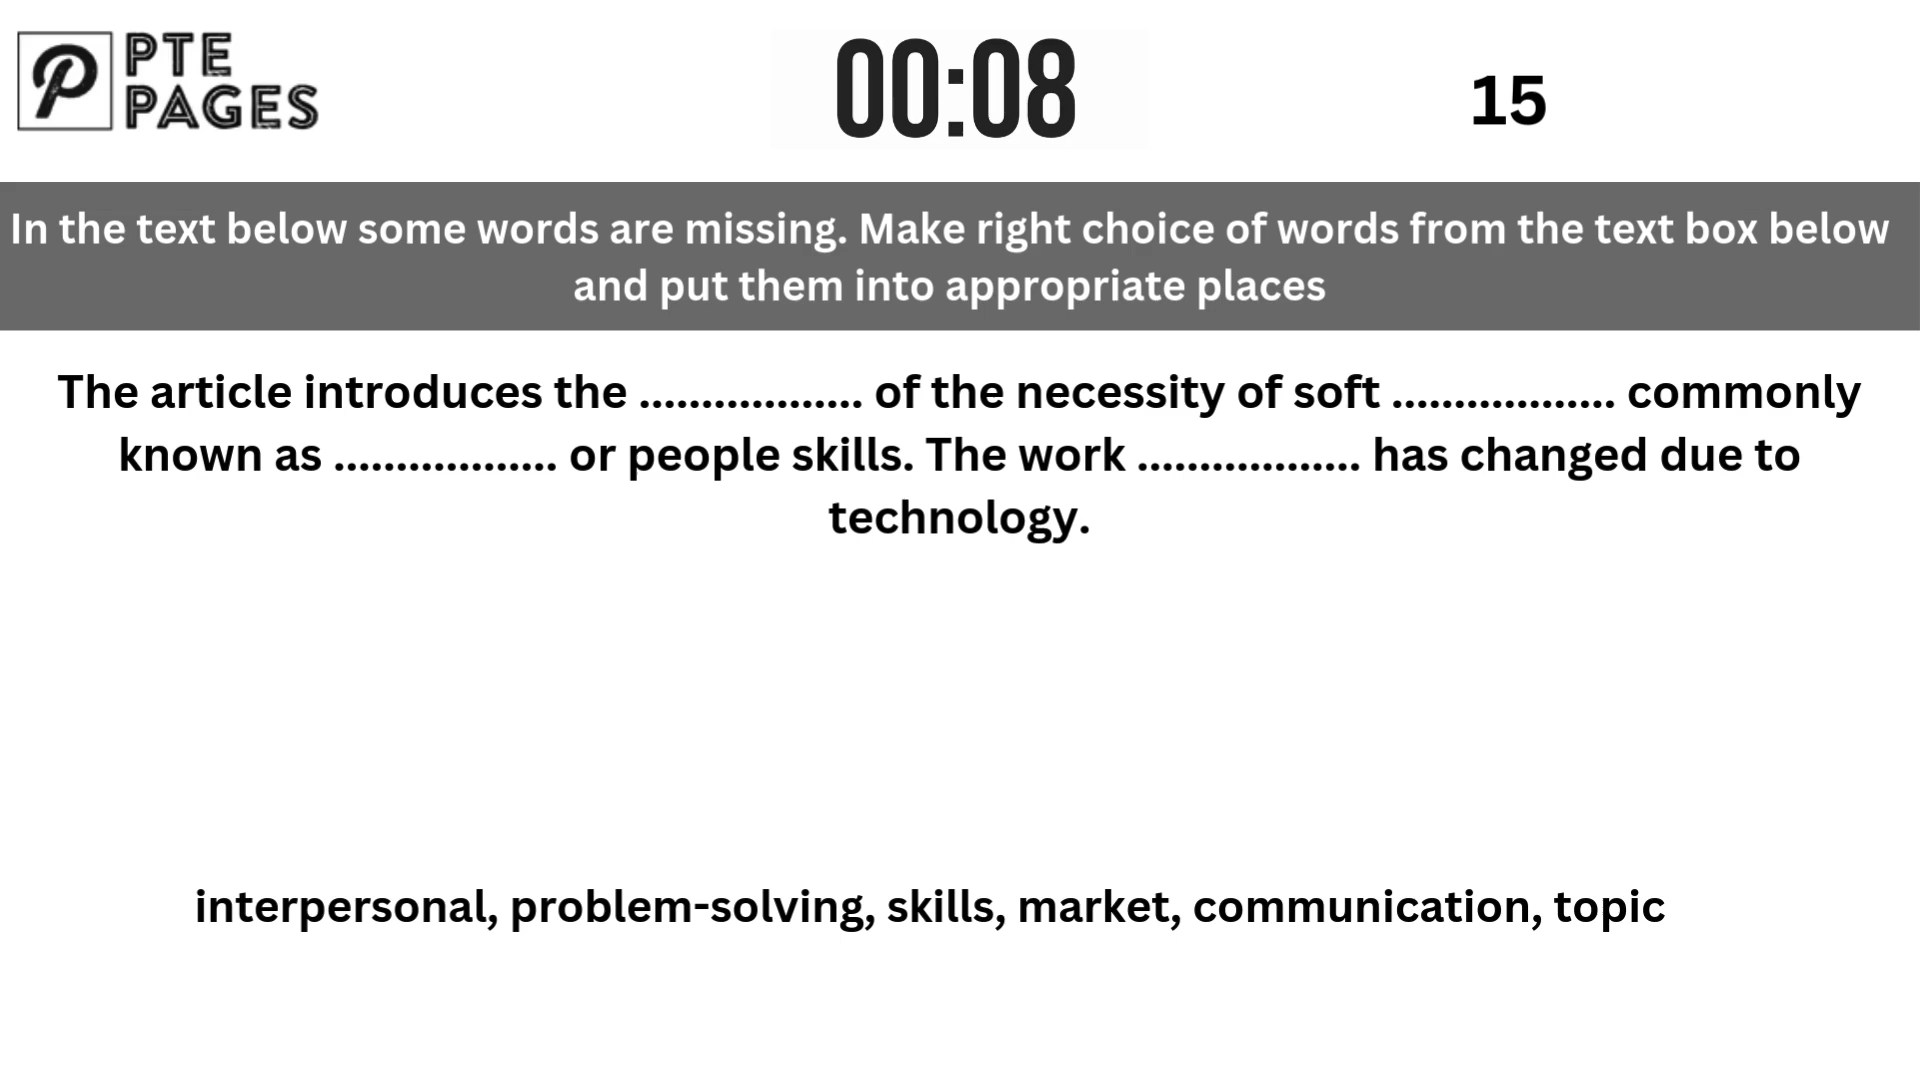 PTE
PAGES
00:08
15
In the text below some words are missing. Make right choice of words from the text box below
and put them into appropriate places
The article introduces the .................. of the necessity of soft .................. commonly
known as .................. or people skills. The work .................. has changed due to
technology.
interpersonal, problem-solving, skills, market, communication, topic